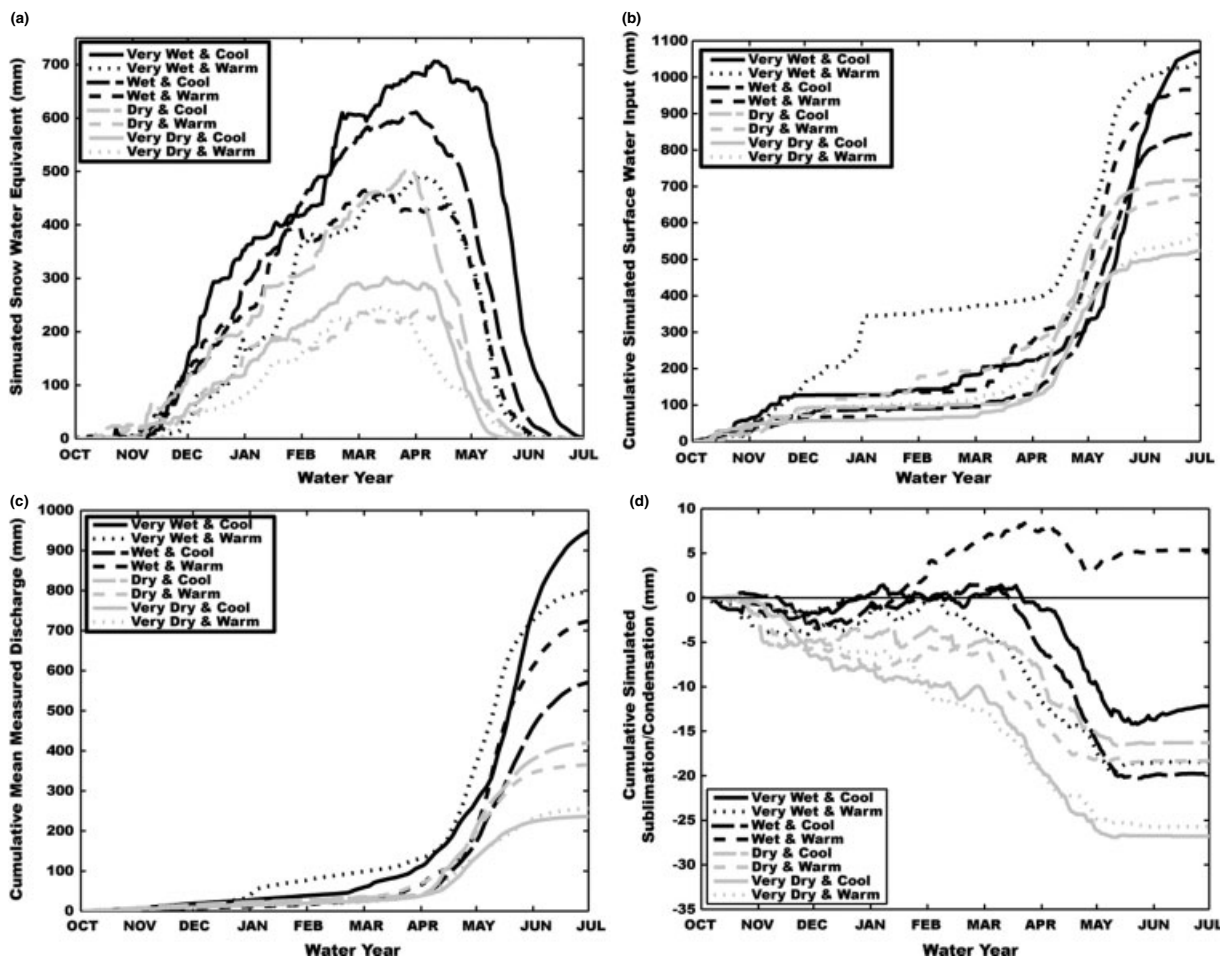 (a)
Simuated Snow Water Equivalent (mm)
700
600
500
400
300
200
100
0
Very Wet & Cool
Very Wet & Warm
Wet & Cool
Wet & Warm
Dry & Cool
Dry & Warm
Very Dry & Cool
Very Dry & Warm
OCT NOV DEC JAN FEB MAR APR MAY JUN JUL
Water Year
(b)
Cumulative Simulated Surface Water Input (mm)
1100
1000
900
800
700
600
500
400
300
200
100
0
Very Wet & Cool
Very Wet & Warm
Wet & Cool
Wet & Warm
Dry & Cool
Dry & Warm
Very Dry & Cool
Very Dry & Warm
OCT NOV DEC JAN FEB MAR APR MAY JUN JUL
Water Year
(c)
Cumulative Mean Measured Discharge (mm)
1000
900
800
700
600
500
400
300
200
100
0
Very Wet & Cool
Very Wet & Warm
Wet & Cool
Wet & Warm
Dry & Cool
Dry & Warm
Very Dry & Cool
Very Dry & Warm
OCT NOV DEC JAN FEB MAR APR MAY JUN JUL
Water Year
(d)
Cumulative Simulated
Sublimation/Condensation (mm)
10
5
0
-5
-10
-15
-20
-25
-30
-35
Very Wet & Cool
Very Wet & Warm
Wet & Cool
Wet & Warm
Dry & Cool
Dry & Warm
Very Dry & Cool
Very Dry & Warm
OCT NOV DEC JAN FEB MAR APR MAY JUN JUL
Water Year